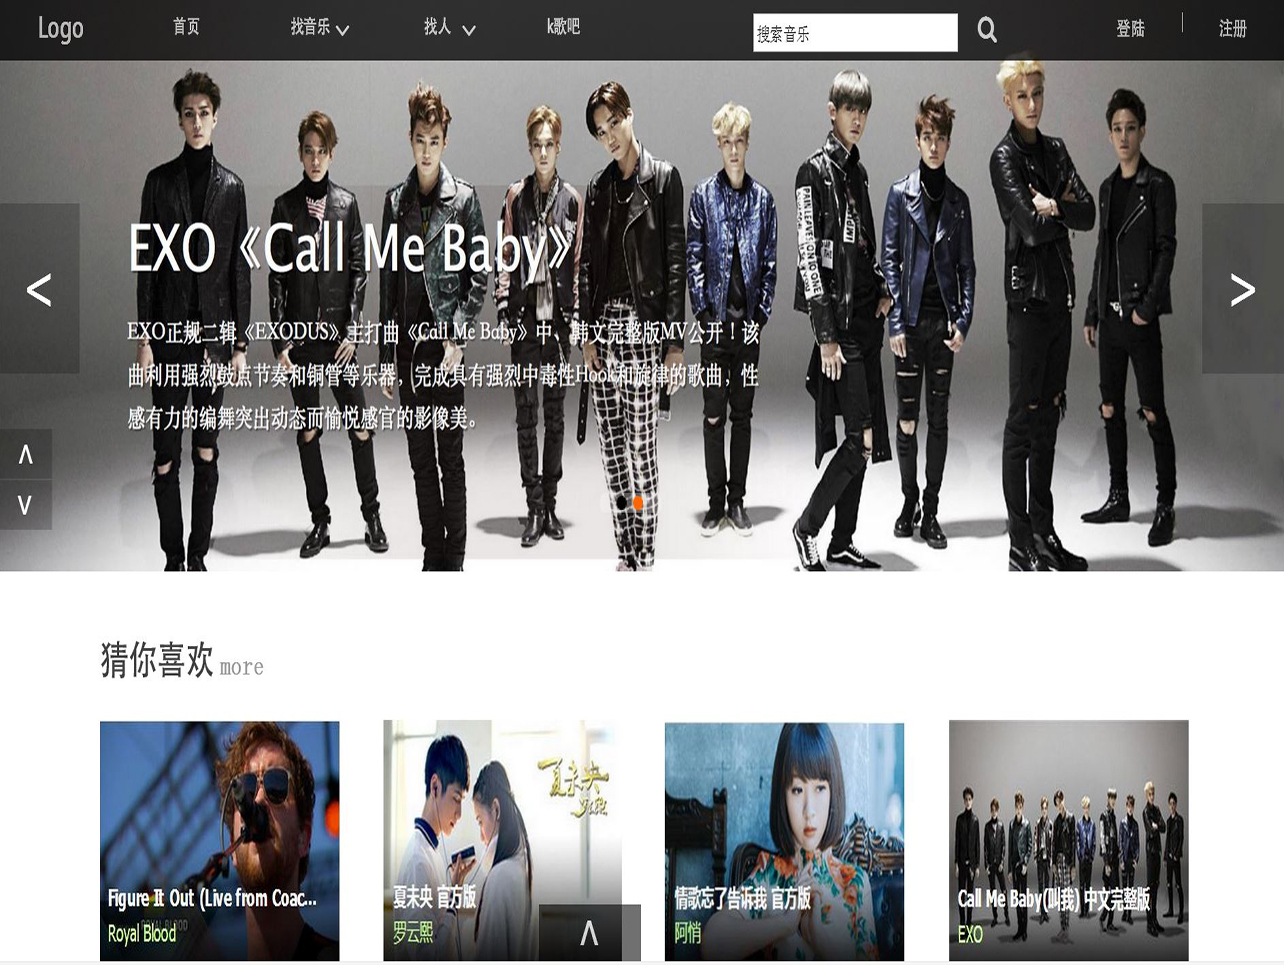 Logo
首页
找音乐
找人
k歌吧
搜索音乐
登陆
注册
EXO《Call Me Baby》
EXO正规二辑《EXODUS》主打曲《Call Me Baby》中、韩文完整版MV公开！该
曲利用强烈鼓点节奏和铜管等乐器，完成具有强烈中毒性Hook和旋律的歌曲，性
感有力的编舞突出动态而愉悦感官的影像美。
猜你喜欢 more
夏未央
Figure It Out (Live from Coac...
Royal Blood
夏未央 官方版
罗云熙
情歌忘了告诉我 官方版
阿悄
Call Me Baby(叫我) 中文完整版
EXO